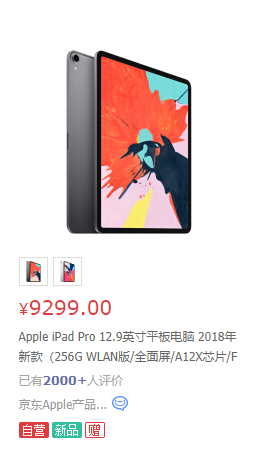 ¥9299.00
Apple iPad Pro 12.9英寸平板电脑 2018年
新款（256G WLAN版/全面屏/A12X芯片/F
已有2000+人评价
京东Apple产品...
自营 新品 赠